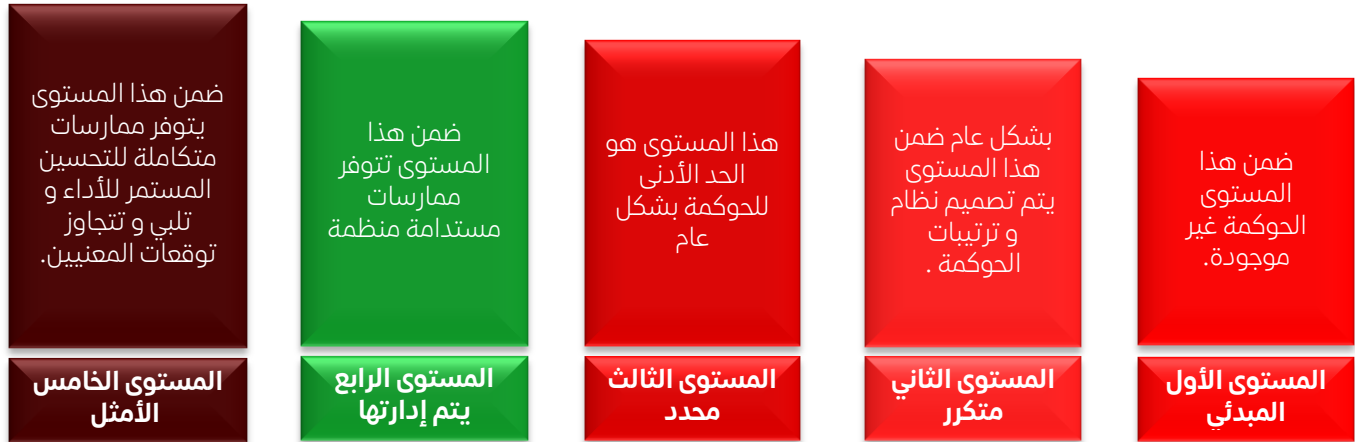 ضمن هذا
المستوى
الحوكمة غير
موجودة.
المستوى الأول
المبدئي
بشكل عام ضمن
هذا المستوى
يتم تصميم نظام
و ترتيبات
الحوكمة .
المستوى الثاني
متكرر
هذا المستوى هو
الحد الأدنى
للحوكمة بشكل
عام
المستوى الثالث
محدد
ضمن هذا
المستوى تتوفر
ممارسات
مستدامة منظمة
المستوى الرابع
يتم إدارتها
ضمن هذا المستوى
يتوفر ممارسات
متكاملة للتحسين
المستمر للأداء و
تلبي و تتجاوز
توقعات المعنيين.
المستوى الخامس
الأمثل